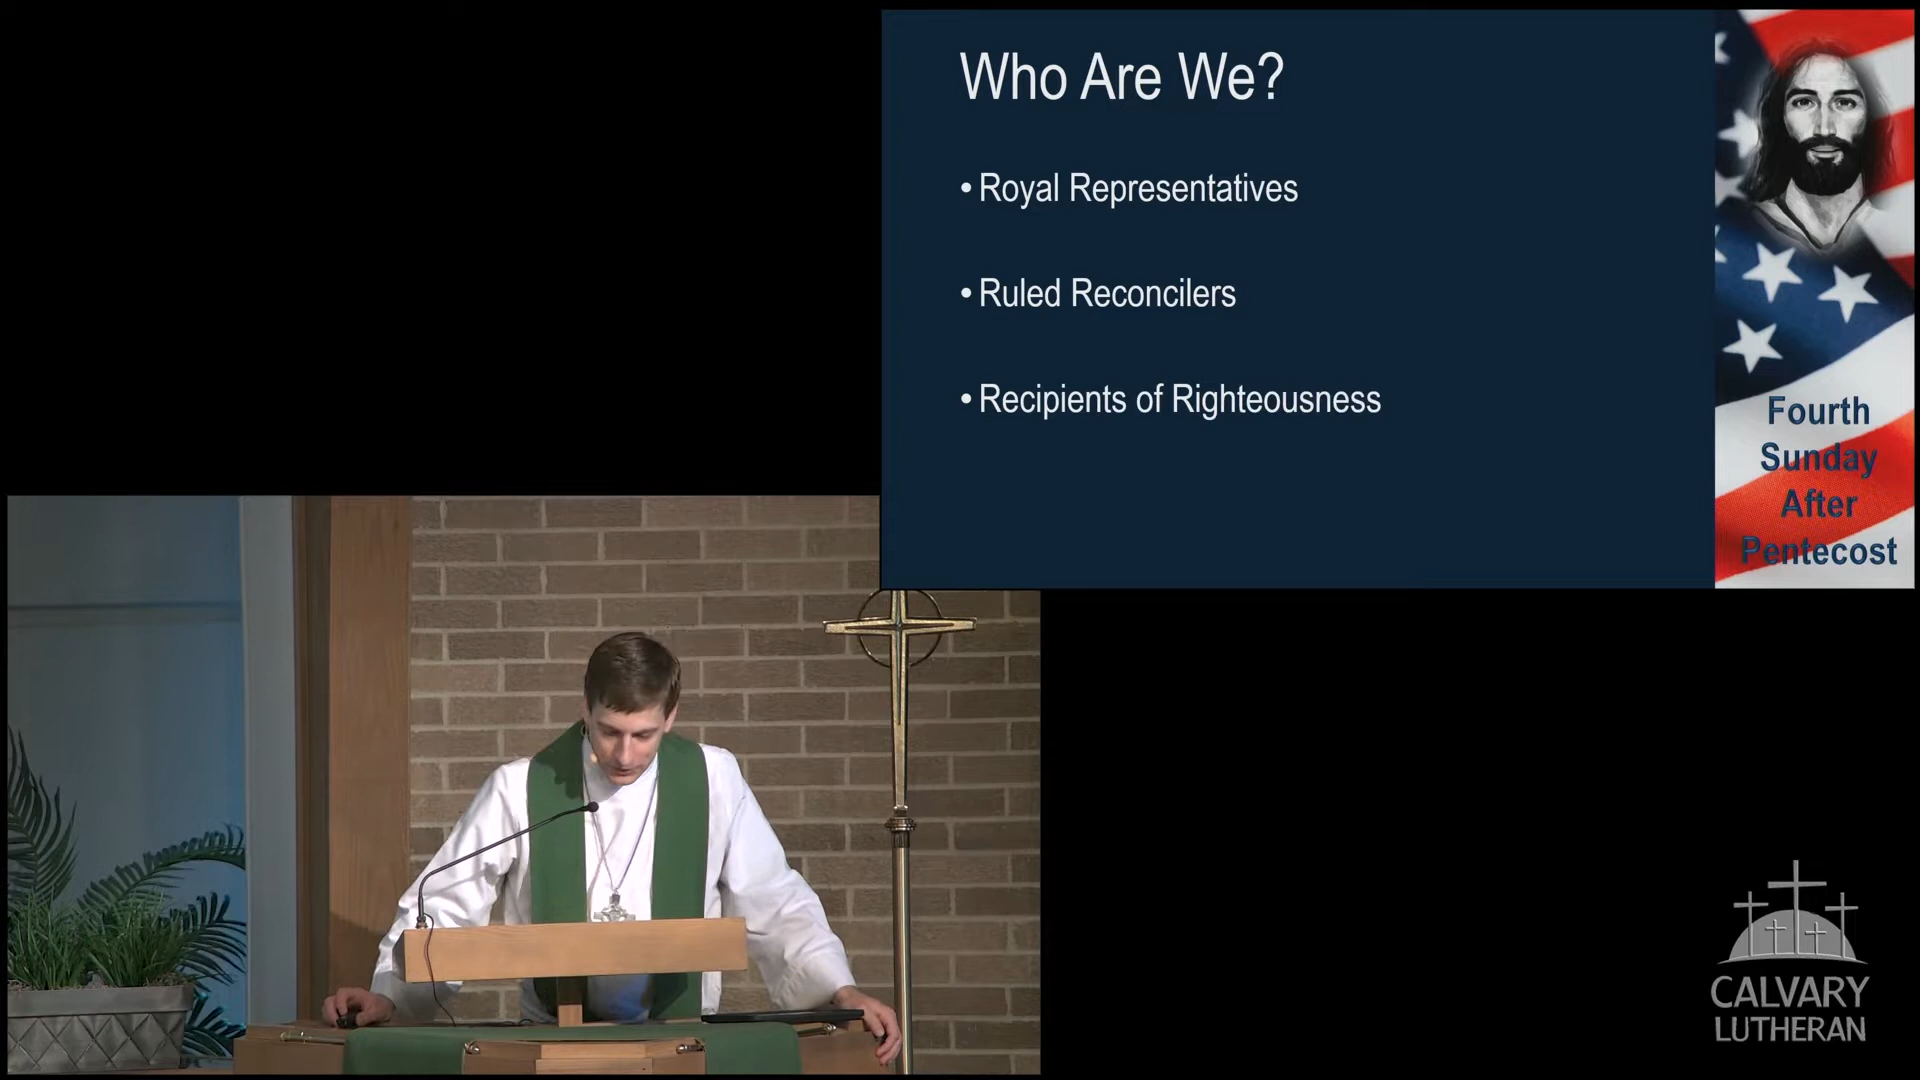 Who Are We?
• Royal Representatives
• Ruled Reconcilers
• Recipients of Righteousness
Fourth
Sunday
After
Pentecost
CALVARY
LUTHERAN